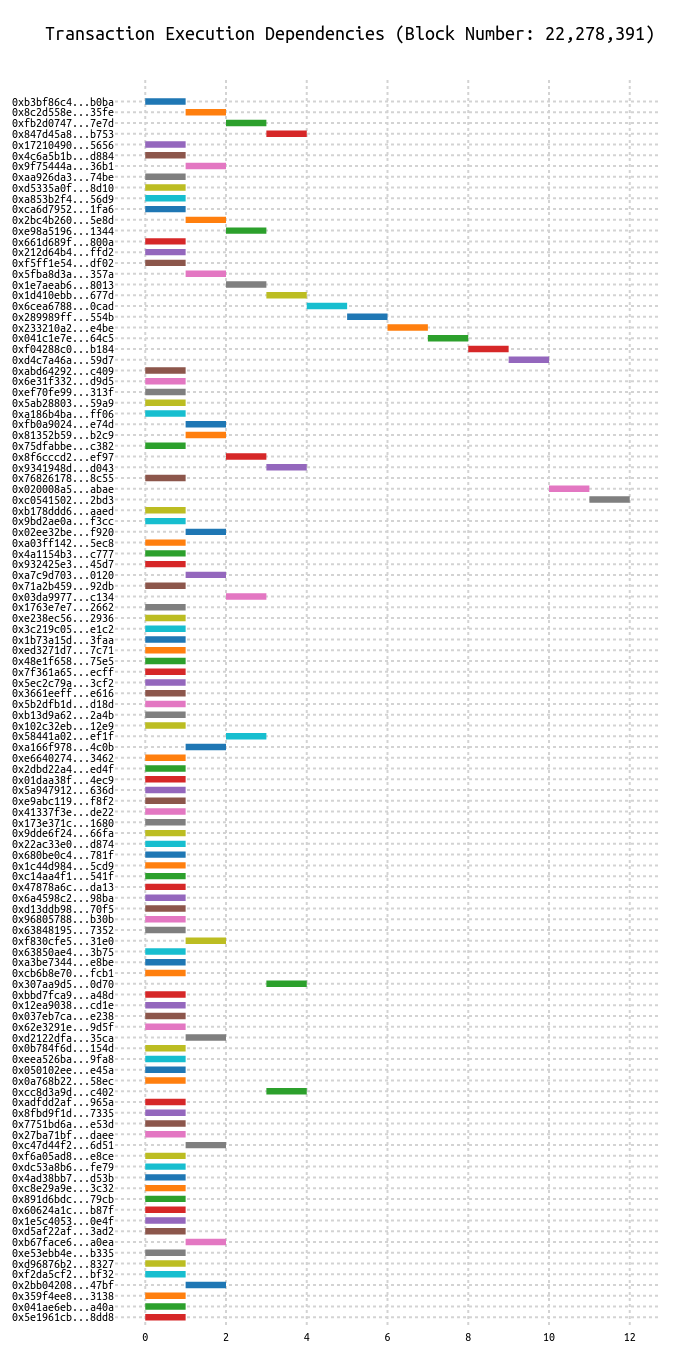 Transaction Execution Dependencies (Block Number: 22,278,391)
0xb3bf86c4...b0ba
0x8c2d558e...35fe
0xfb2d0747...7e7d
0x847d45a8...b753
0x17210490...5656
0x4c6a5b1b...d884
0x9f75444a...36b1
0xaa926da3...74be
0xd5335a0f...8d10
0xa853b2f4...56d9
0xca6d7952...1fa6
0x2bc4b260...5e8d
0xe98a5196...1344
0x661d689f...800a
0x212d64b4...ffd2
0xf5ff1e54...df02
0x5fba8d3a...357a
0x1e7aeab6...8013
0x1d410ebb...677d
0x6cea6788...0cad
0x289989ff...554b
0x233210a2...e4be
0x041c1e7e...64c5
0xf04288c0...b184
0xd4c7a46a...59d7
0xabd64292...c409
0x6e31f332...d9d5
0xef70fe99...313f
0x5ab28803...59a9
0xa186b4ba...ff06
0xfb0a9024...e74d
0x81352b59...b2c9
0x75dfabbe...c382
0x8f6cccd2...ef97
0x9341948d...d043
0x76826178...8c55
0x020008a5...abae
0xc0541502...2bd3
0xb178ddd6...aaed
0x9bd2ae0a...f3cc
0x02ee32be...f920
0xa03ff142...5ec8
0x4a1154b3...c777
0x932425e3...45d7
0xa7c9d703...0120
0x71a2b459...92db
0x03da9977...c134
0x1763e7e7...2662
0xe238ec56...2936
0x3c219c05...e1c2
0x1b73a15d...3faa
0xed3271d7...7c71
0x48e1f658...75e5
0x7f361a65...ecff
0x5ec2c79a...3cf2
0x3661eeff...e616
0x5b2dfb1d...d18d
0xb13d9a62...2a4b
0x102c32eb...12e9
0x58441a02...ef1f
0xa166f978...4c0b
0xe6640274...3462
0x2dbd22a4...ed4f
0x01daa38f...4ec9
0x5a947912...636d
0xe9abc119...f8f2
0x41337f3e...de22
0x173e371c...1680
0x9dde6f24...66fa
0x22ac33e0...d874
0x680be0c4...781f
0x1c44d984...5cd9
0xc14aa4f1...541f
0x47878a6c...da13
0x6a4598c2...98ba
0xd13ddb98...70f5
0x96805788...b30b
0x63848195...7352
0xf830cfe5...31e0
0x63850ae4...3b75
0xa3be7344...e8be
0xcb6b8e70...fcb1
0x307aa9d5...0d70
0xbbd7fca9...a48d
0x12ea9038...cd1e
0x037eb7ca...e238
0x62e3291e...9d5f
0xd2122dfa...35ca
0x0b784f6d...154d
0xeea526ba...9fa8
0x050102ee...e45a
0x0a768b22...58ec
0xcc8d3a9d...c402
0xadfdd2af...965a
0x8fbd9f1d...7335
0x7751bd6a...e53d
0x27ba71bf...daee
0xc47d44f2...6d51
0xf6a05ad8...e8ce
0xdc53a8b6...fe79
0x4ad38bb7...d53b
0xc8e29a9e...3c32
0x891d6bdc...79cb
0x60624a1c...b87f
0x1e5c4053...0e4f
0xd5af22af...3ad2
0xb67face6...a0ea
0xe53ebb4e...b335
0xd96876b2...8327
0xf2da5cf2...bf32
0x2bb04208...47bf
0x359f4ee8...3138
0x041ae6eb...a40a
0x5e1961cb...8dd8
0 2 4 6 8 10 12